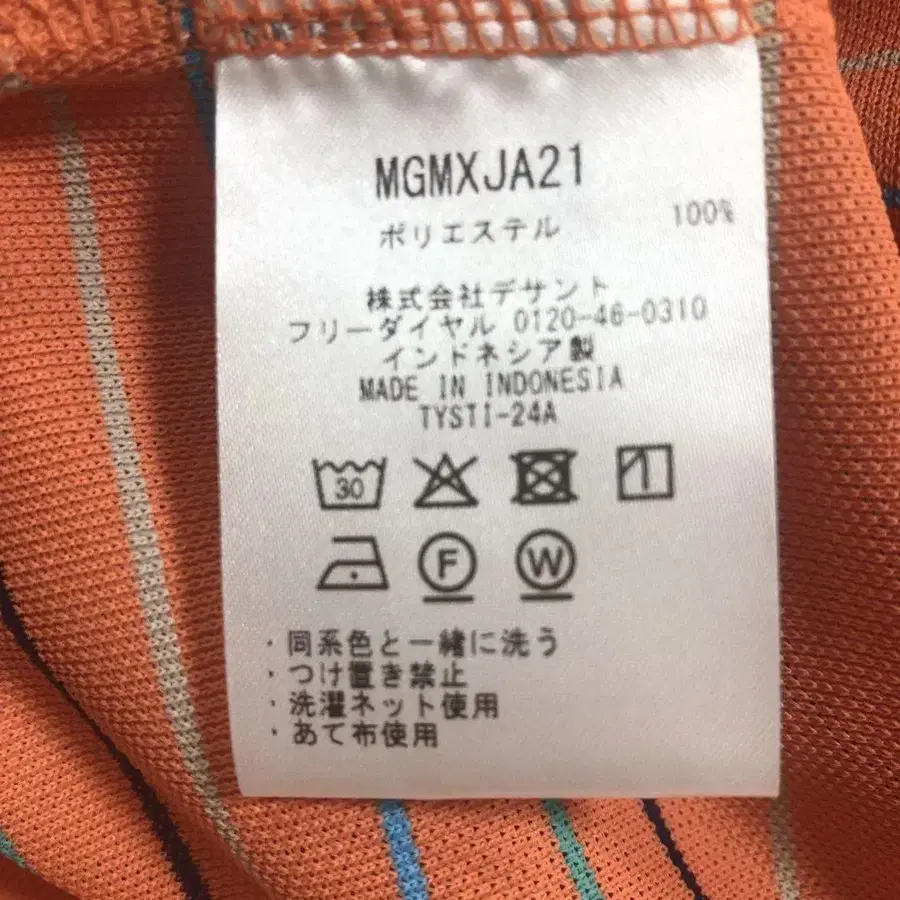 MGMXJA21
ポリエステル 100%
株式会社デサント
フリーダイヤル 0120-46-0310
インドネシア製
MADE IN INDONESIA
TYSTI-24A
30
F W
・同系色と一緒に洗う
・つけ置き禁止
・洗濯ネット使用
・あて布使用